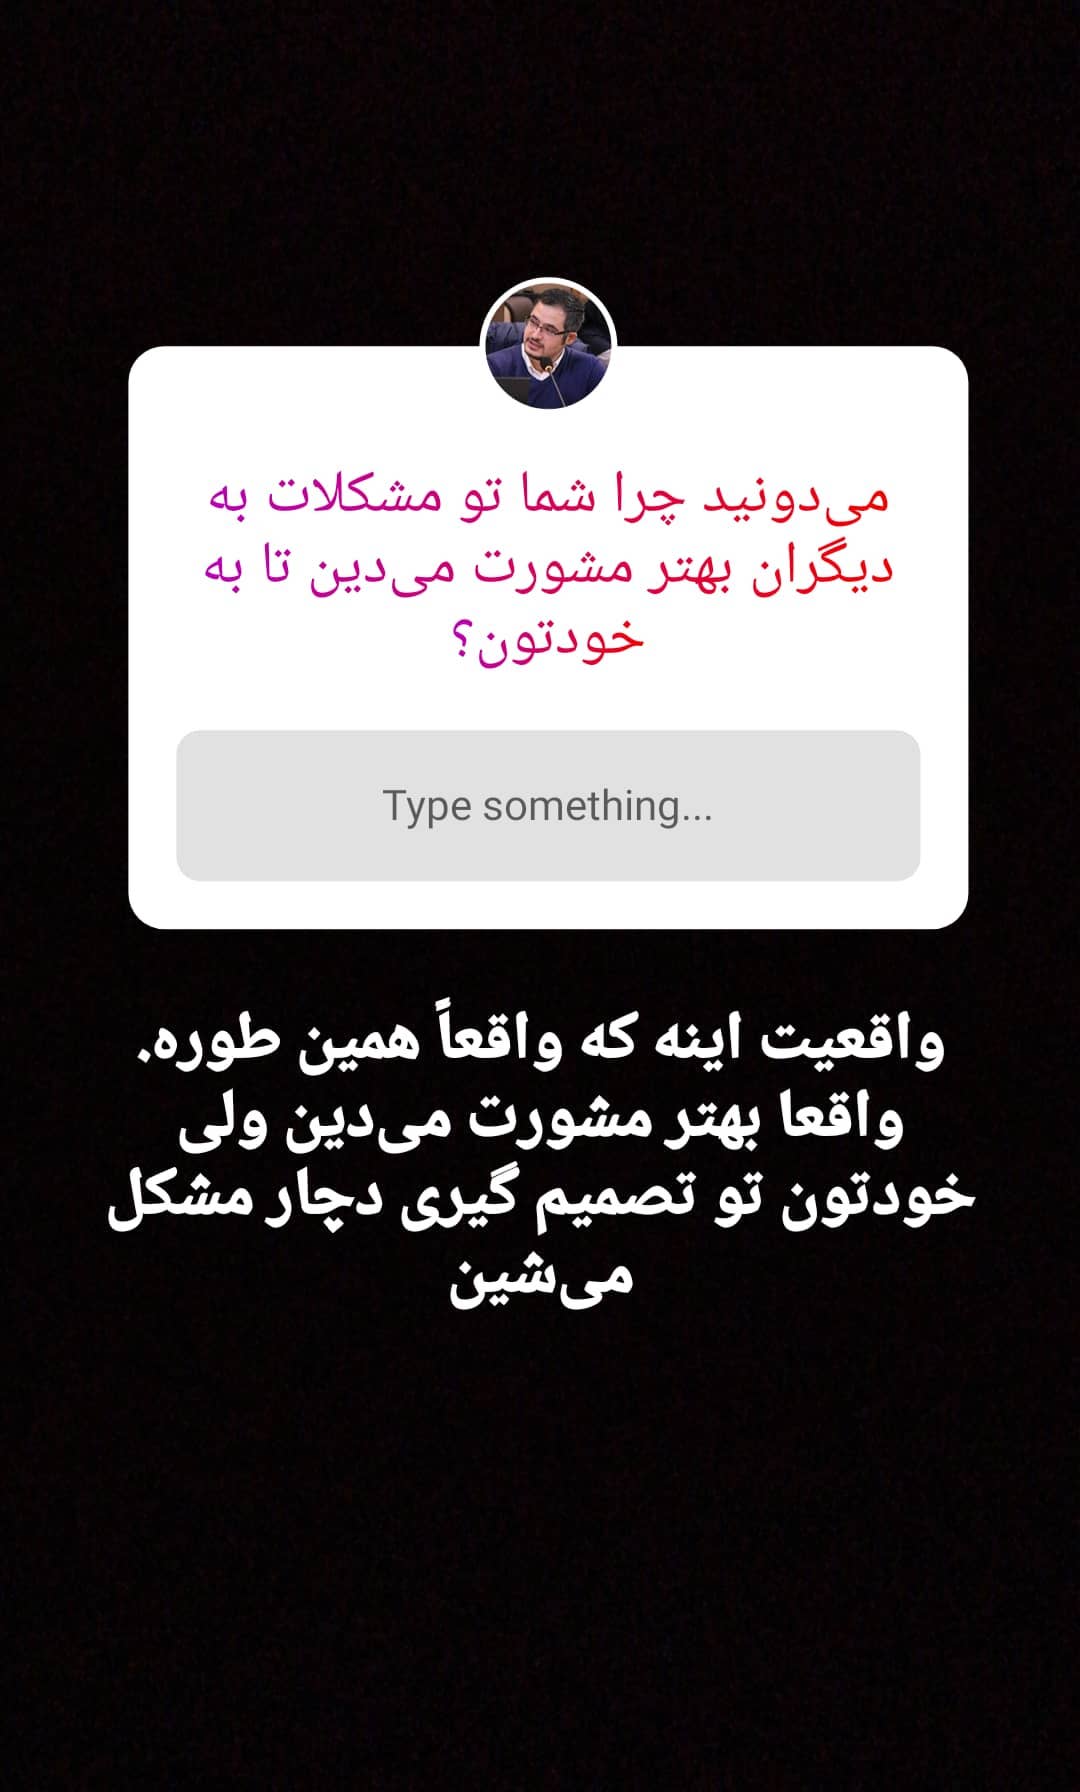 می‌دونید چرا شما تو مشکلات به
دیگران بهتر مشورت می‌دین تا به
خودتون؟
Type something...
واقعیت اینه که واقعاً همین طوره.
واقعا بهتر مشورت می‌دین ولی
خودتون تو تصمیم گیری دچار مشکل
می‌شین